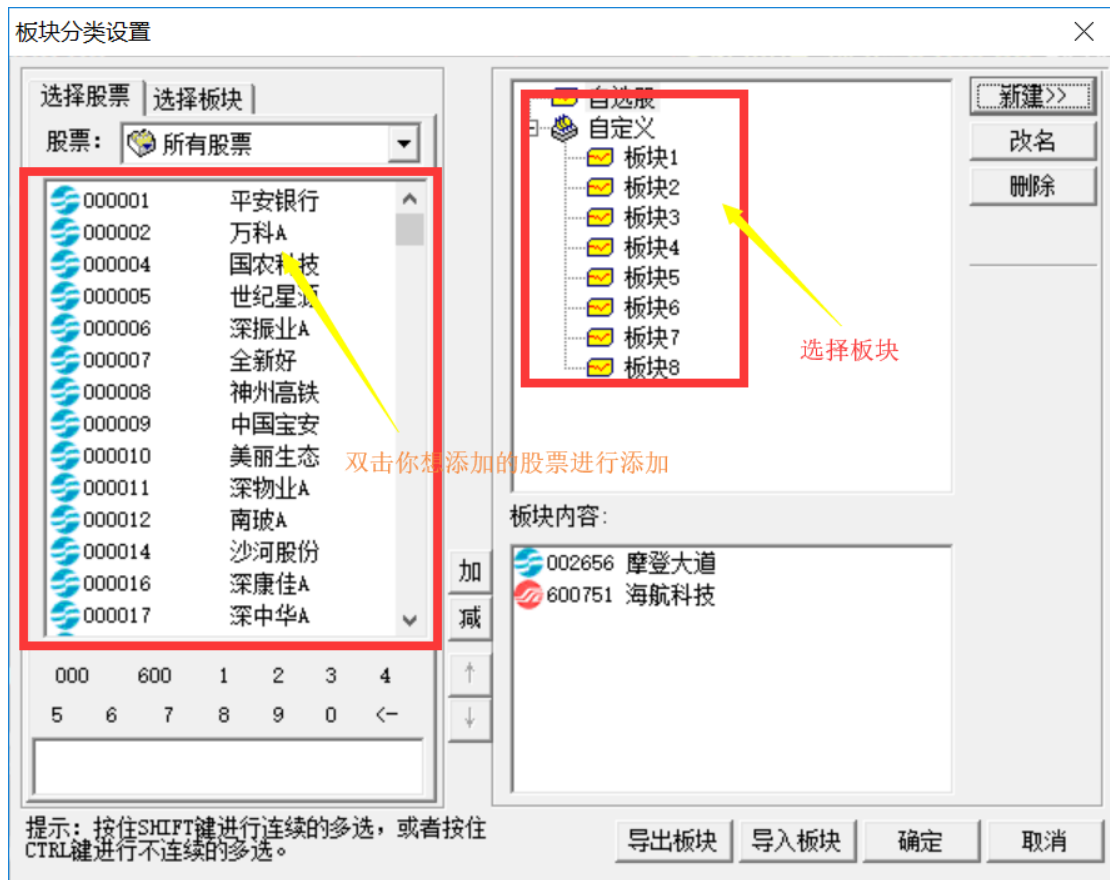 板块分类设置
选择股票 选择板块
股票: 所有股票
000001 平安银行
000002 万科A
000004 国农科技
000005 世纪星源
000006 深振业A
000007 全新好
000008 神州高铁
000009 中国宝安
000010 美丽生态
000011 深物业A
000012 南玻A
000014 沙河股份
000016 深康佳A
000017 深中华A
双击你想添加的股票进行添加
000 600 1 2 3 4
5 6 7 8 9 0 <-
加
减
↑
↓
自选股
自定义
板块1
板块2
板块3
板块4
板块5
板块6
板块7
板块8
选择板块
新建>>
改名
删除
板块内容:
002656 摩登大道
600751 海航科技
提示: 按住SHIFT键进行连续的多选，或者按住
CTRL键进行不连续的多选。
导出板块 导入板块 确定 取消